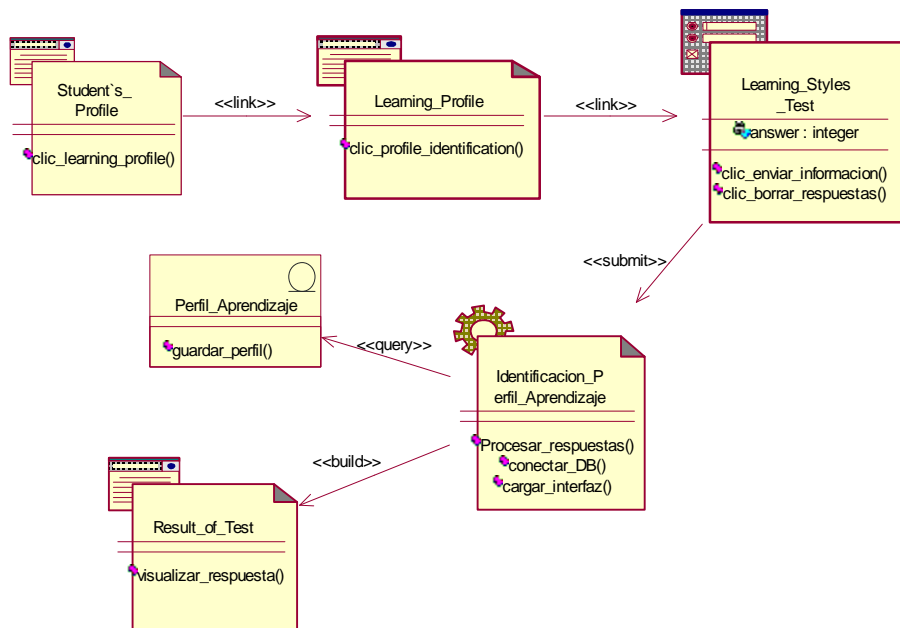 Student`s_
Profile
clic_learning_profile()
<<link>>
Learning_Profile
clic_profile_identification()
<<link>>
Learning_Styles
_Test
answer : integer
clic_enviar_informacion()
clic_borrar_respuestas()
<<submit>>
Perfil_Aprendizaje
guardar_perfil()
<<query>>
Identificacion_P
erfil_Aprendizaje
Procesar_respuestas()
conectar_DB()
cargar_interfaz()
<<build>>
Result_of_Test
visualizar_respuesta()